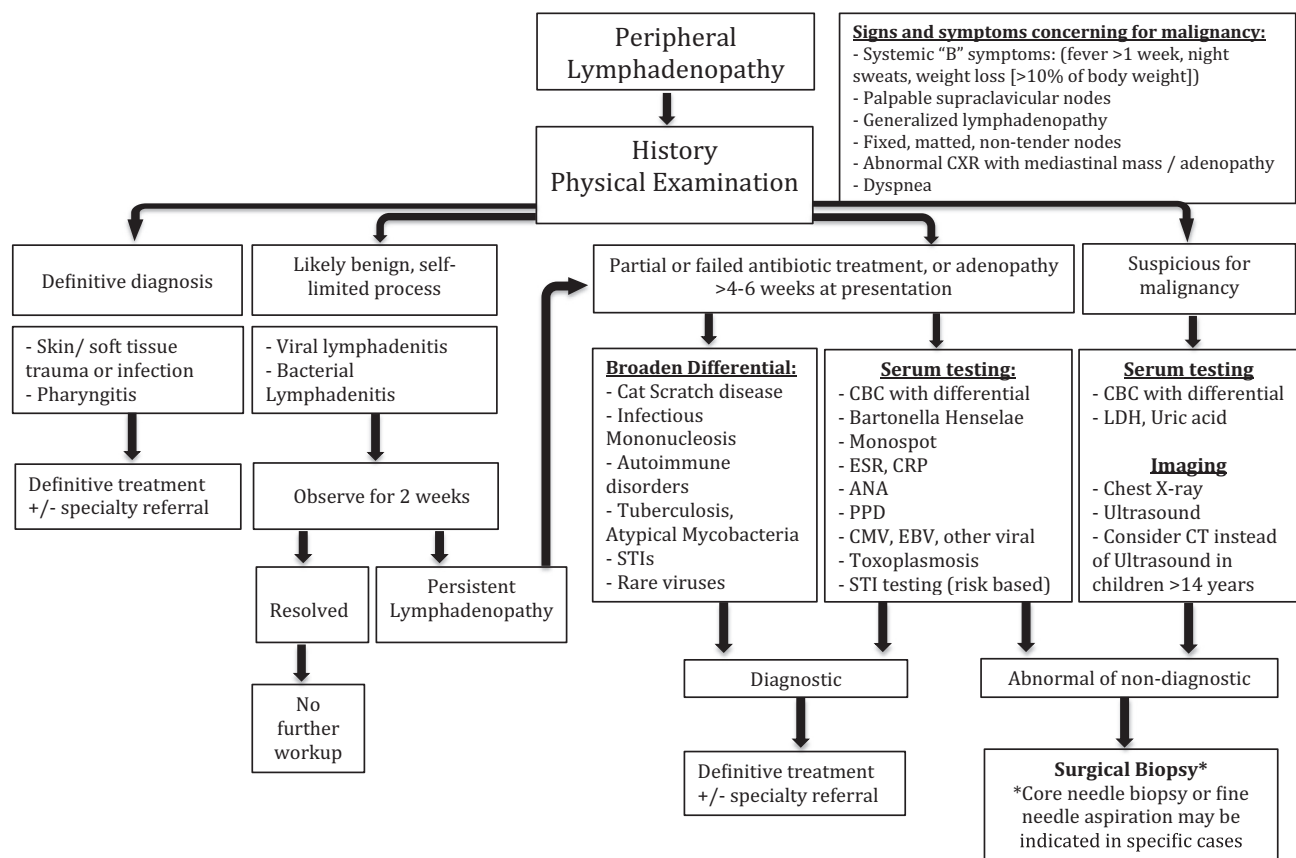 Peripheral
Lymphadenopathy
Signs and symptoms concerning for malignancy:
- Systemic “B” symptoms: (fever >1 week, night
sweats, weight loss [>10% of body weight])
- Palpable supraclavicular nodes
- Generalized lymphadenopathy
- Fixed, matted, non-tender nodes
- Abnormal CXR with mediastinal mass / adenopathy
- Dyspnea
History
Physical Examination
Definitive diagnosis
Likely benign, self-
limited process
Partial or failed antibiotic treatment, or adenopathy
>4-6 weeks at presentation
Suspicious for
malignancy
- Skin/ soft tissue
trauma or infection
- Pharyngitis
- Viral lymphadenitis
- Bacterial
Lymphadenitis
Broaden Differential:
- Cat Scratch disease
- Infectious
Mononucleosis
- Autoimmune
disorders
- Tuberculosis,
Atypical Mycobacteria
- STIs
- Rare viruses
Serum testing:
- CBC with differential
- Bartonella Henselae
- Monospot
- ESR, CRP
- ANA
- PPD
- CMV, EBV, other viral
- Toxoplasmosis
- STI testing (risk based)
Serum testing
- CBC with differential
- LDH, Uric acid
Imaging
- Chest X-ray
- Ultrasound
- Consider CT instead
of Ultrasound in
children >14 years
Definitive treatment
+/- specialty referral
Observe for 2 weeks
Resolved
Persistent
Lymphadenopathy
No
further
workup
Diagnostic
Abnormal of non-diagnostic
Definitive treatment
+/- specialty referral
Surgical Biopsy*
*Core needle biopsy or fine
needle aspiration may be
indicated in specific cases